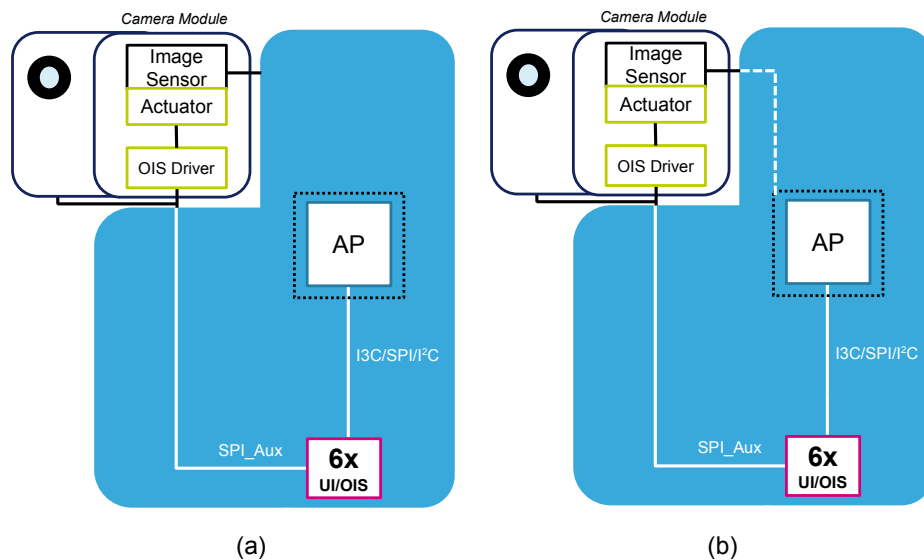 Camera Module
Image
Sensor
Actuator
OIS Driver
AP
I3C/SPI/I²C
SPI_Aux
6x
UI/OIS
(a)
Camera Module
Image
Sensor
Actuator
OIS Driver
AP
I3C/SPI/I²C
SPI_Aux
6x
UI/OIS
(b)